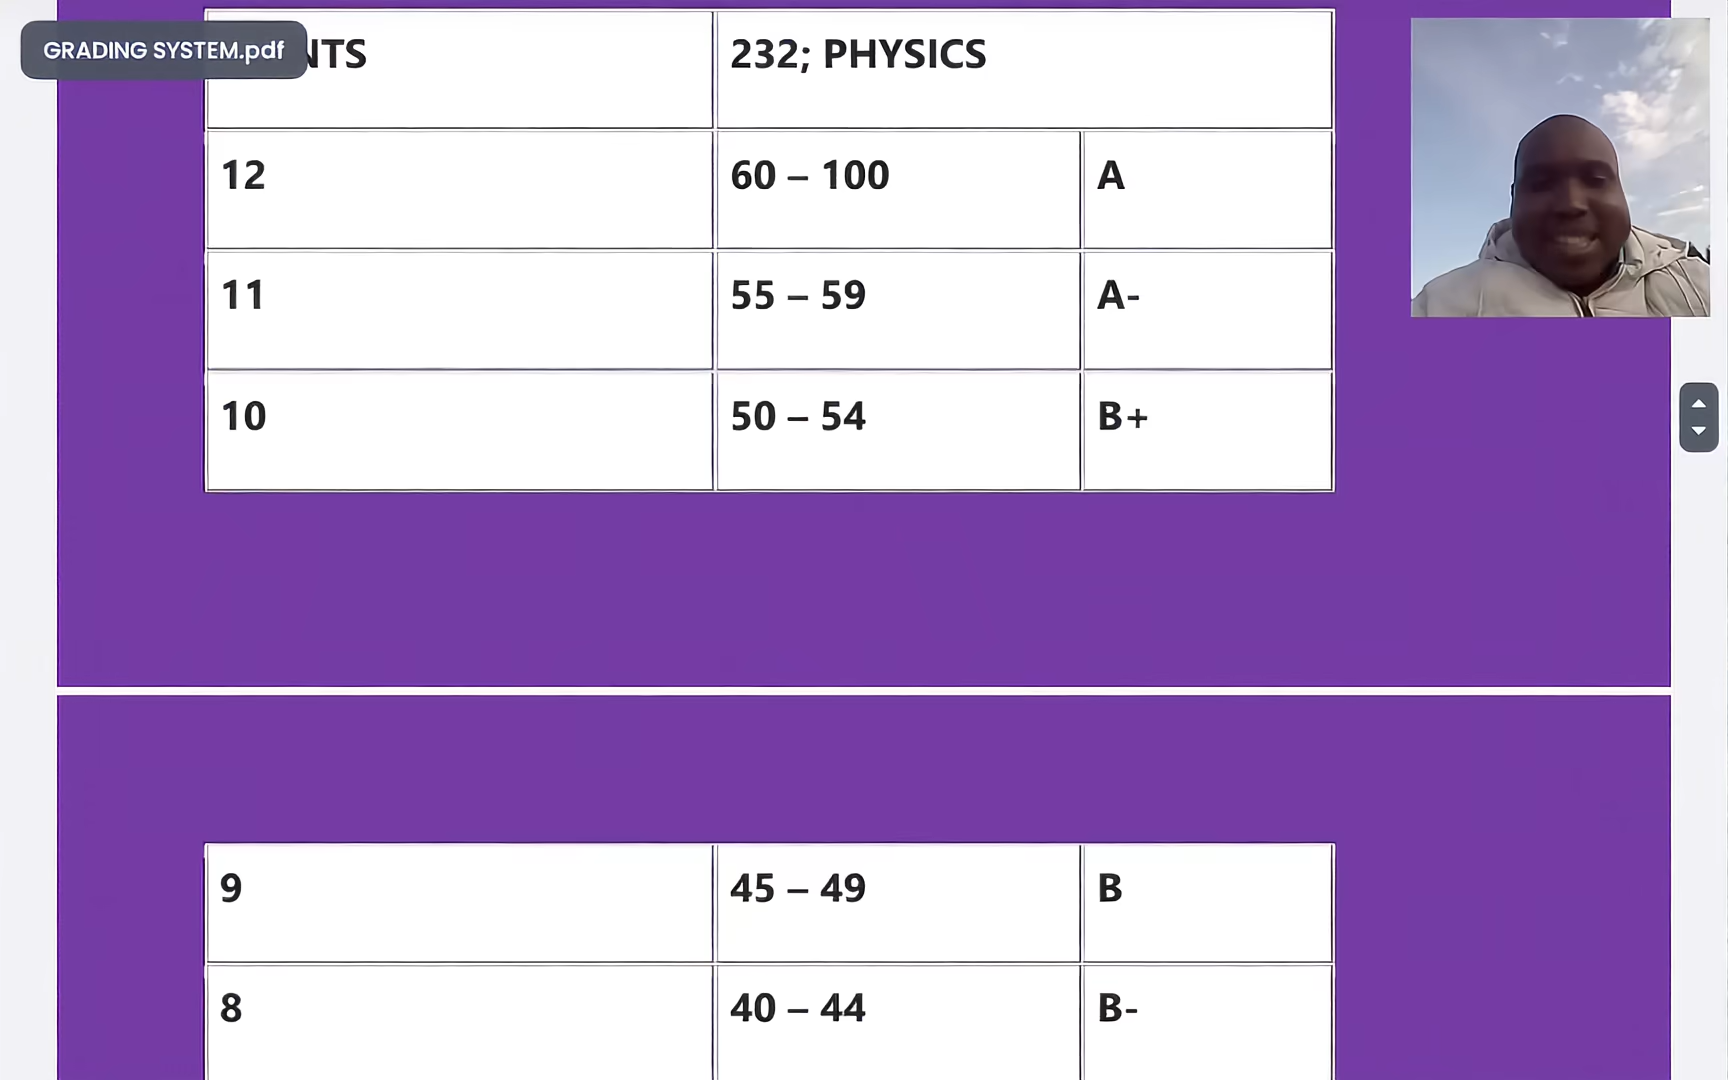 GRADING SYSTEM.pdf
NTS 232; PHYSICS
12 60 – 100 A
11 55 – 59 A-
10 50 – 54 B+
9 45 – 49 B
8 40 – 44 B-